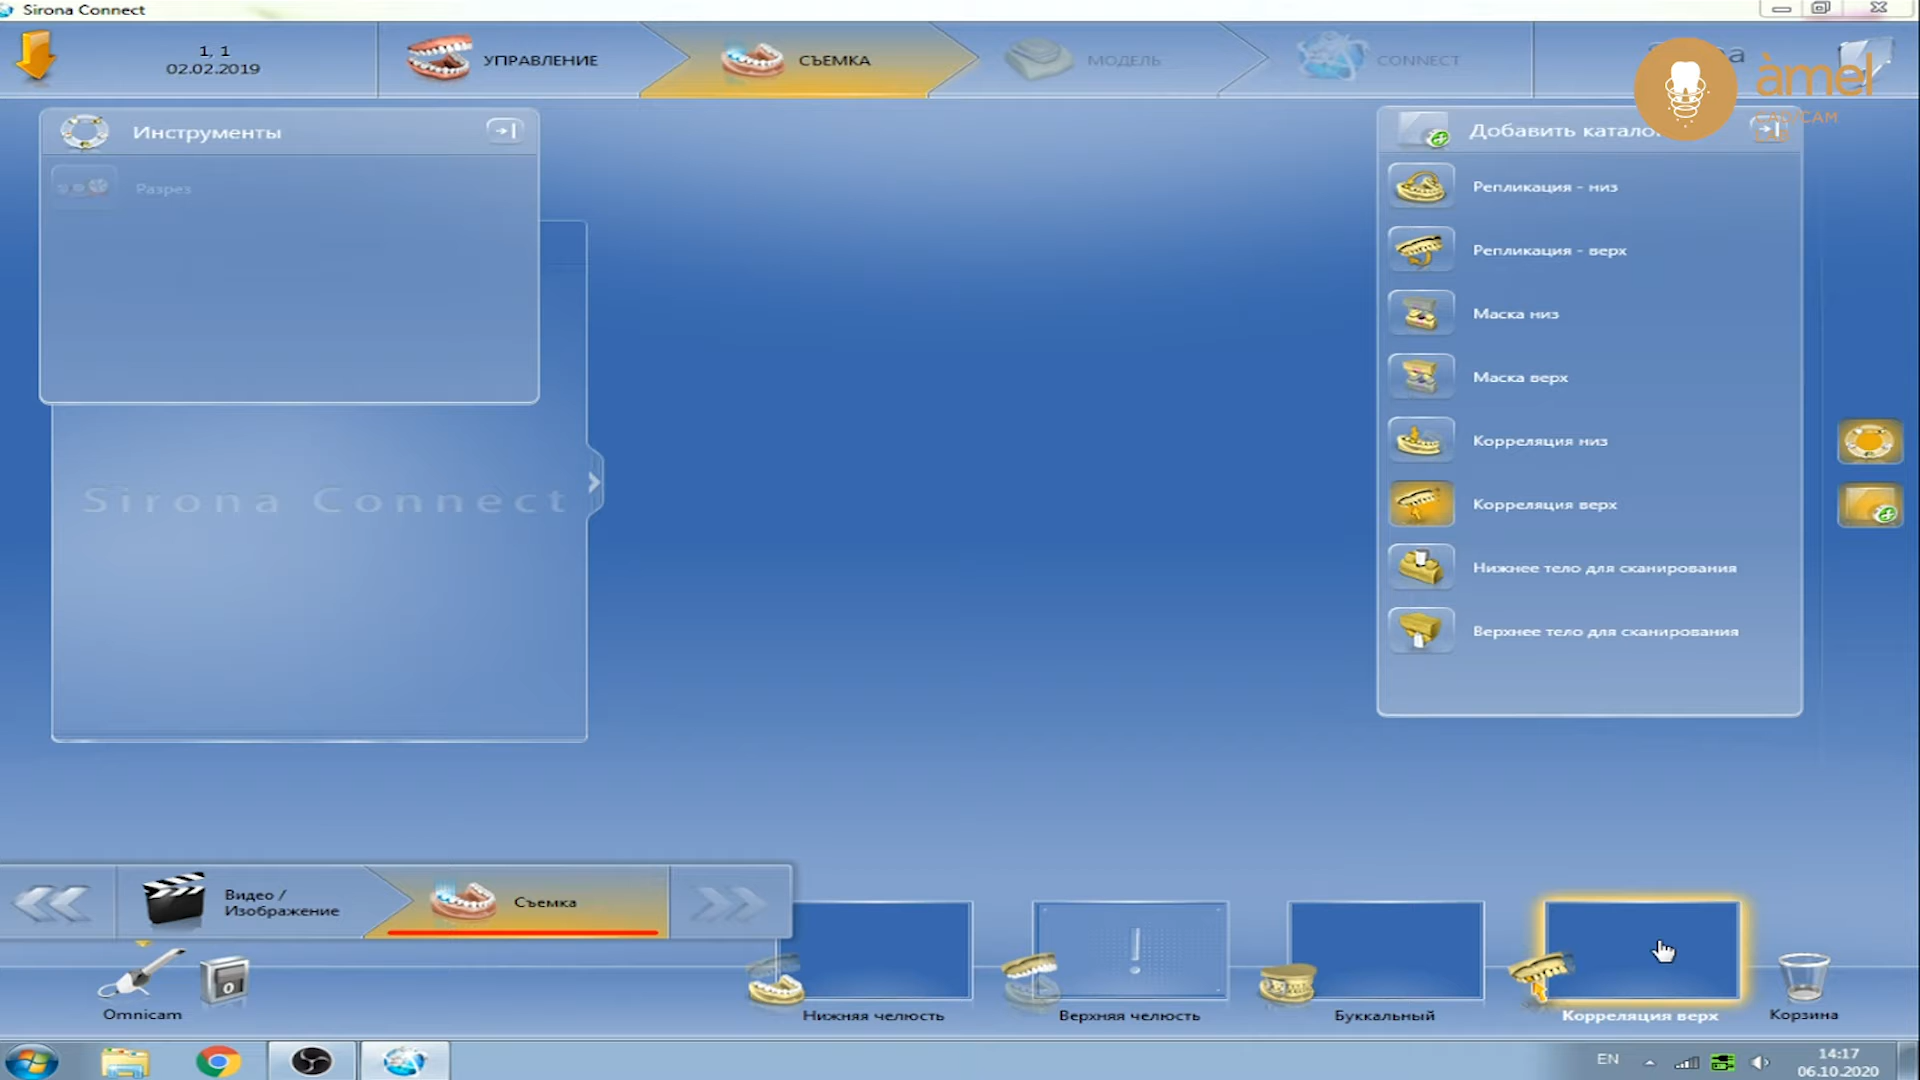 Sirona Connect
1, 1
02.02.2019
УПРАВЛЕНИЕ
СЪЕМКА
МОДЕЛЬ
CONNECT
àmel
Инструменты
Разрез
Добавить
Репликация - низ
Репликация - верх
Маска низ
Маска верх
Корреляция низ
Корреляция верх
Нижнее тело для сканирования
Верхнее тело для сканирования
Sirona Connect
Видео /
Изображение
Съемка
Omnicam
0
Нижняя челюсть
Верхняя челюсть
Буккальный
Корреляция верх
Корзина
EN
14:17
06.10.2020